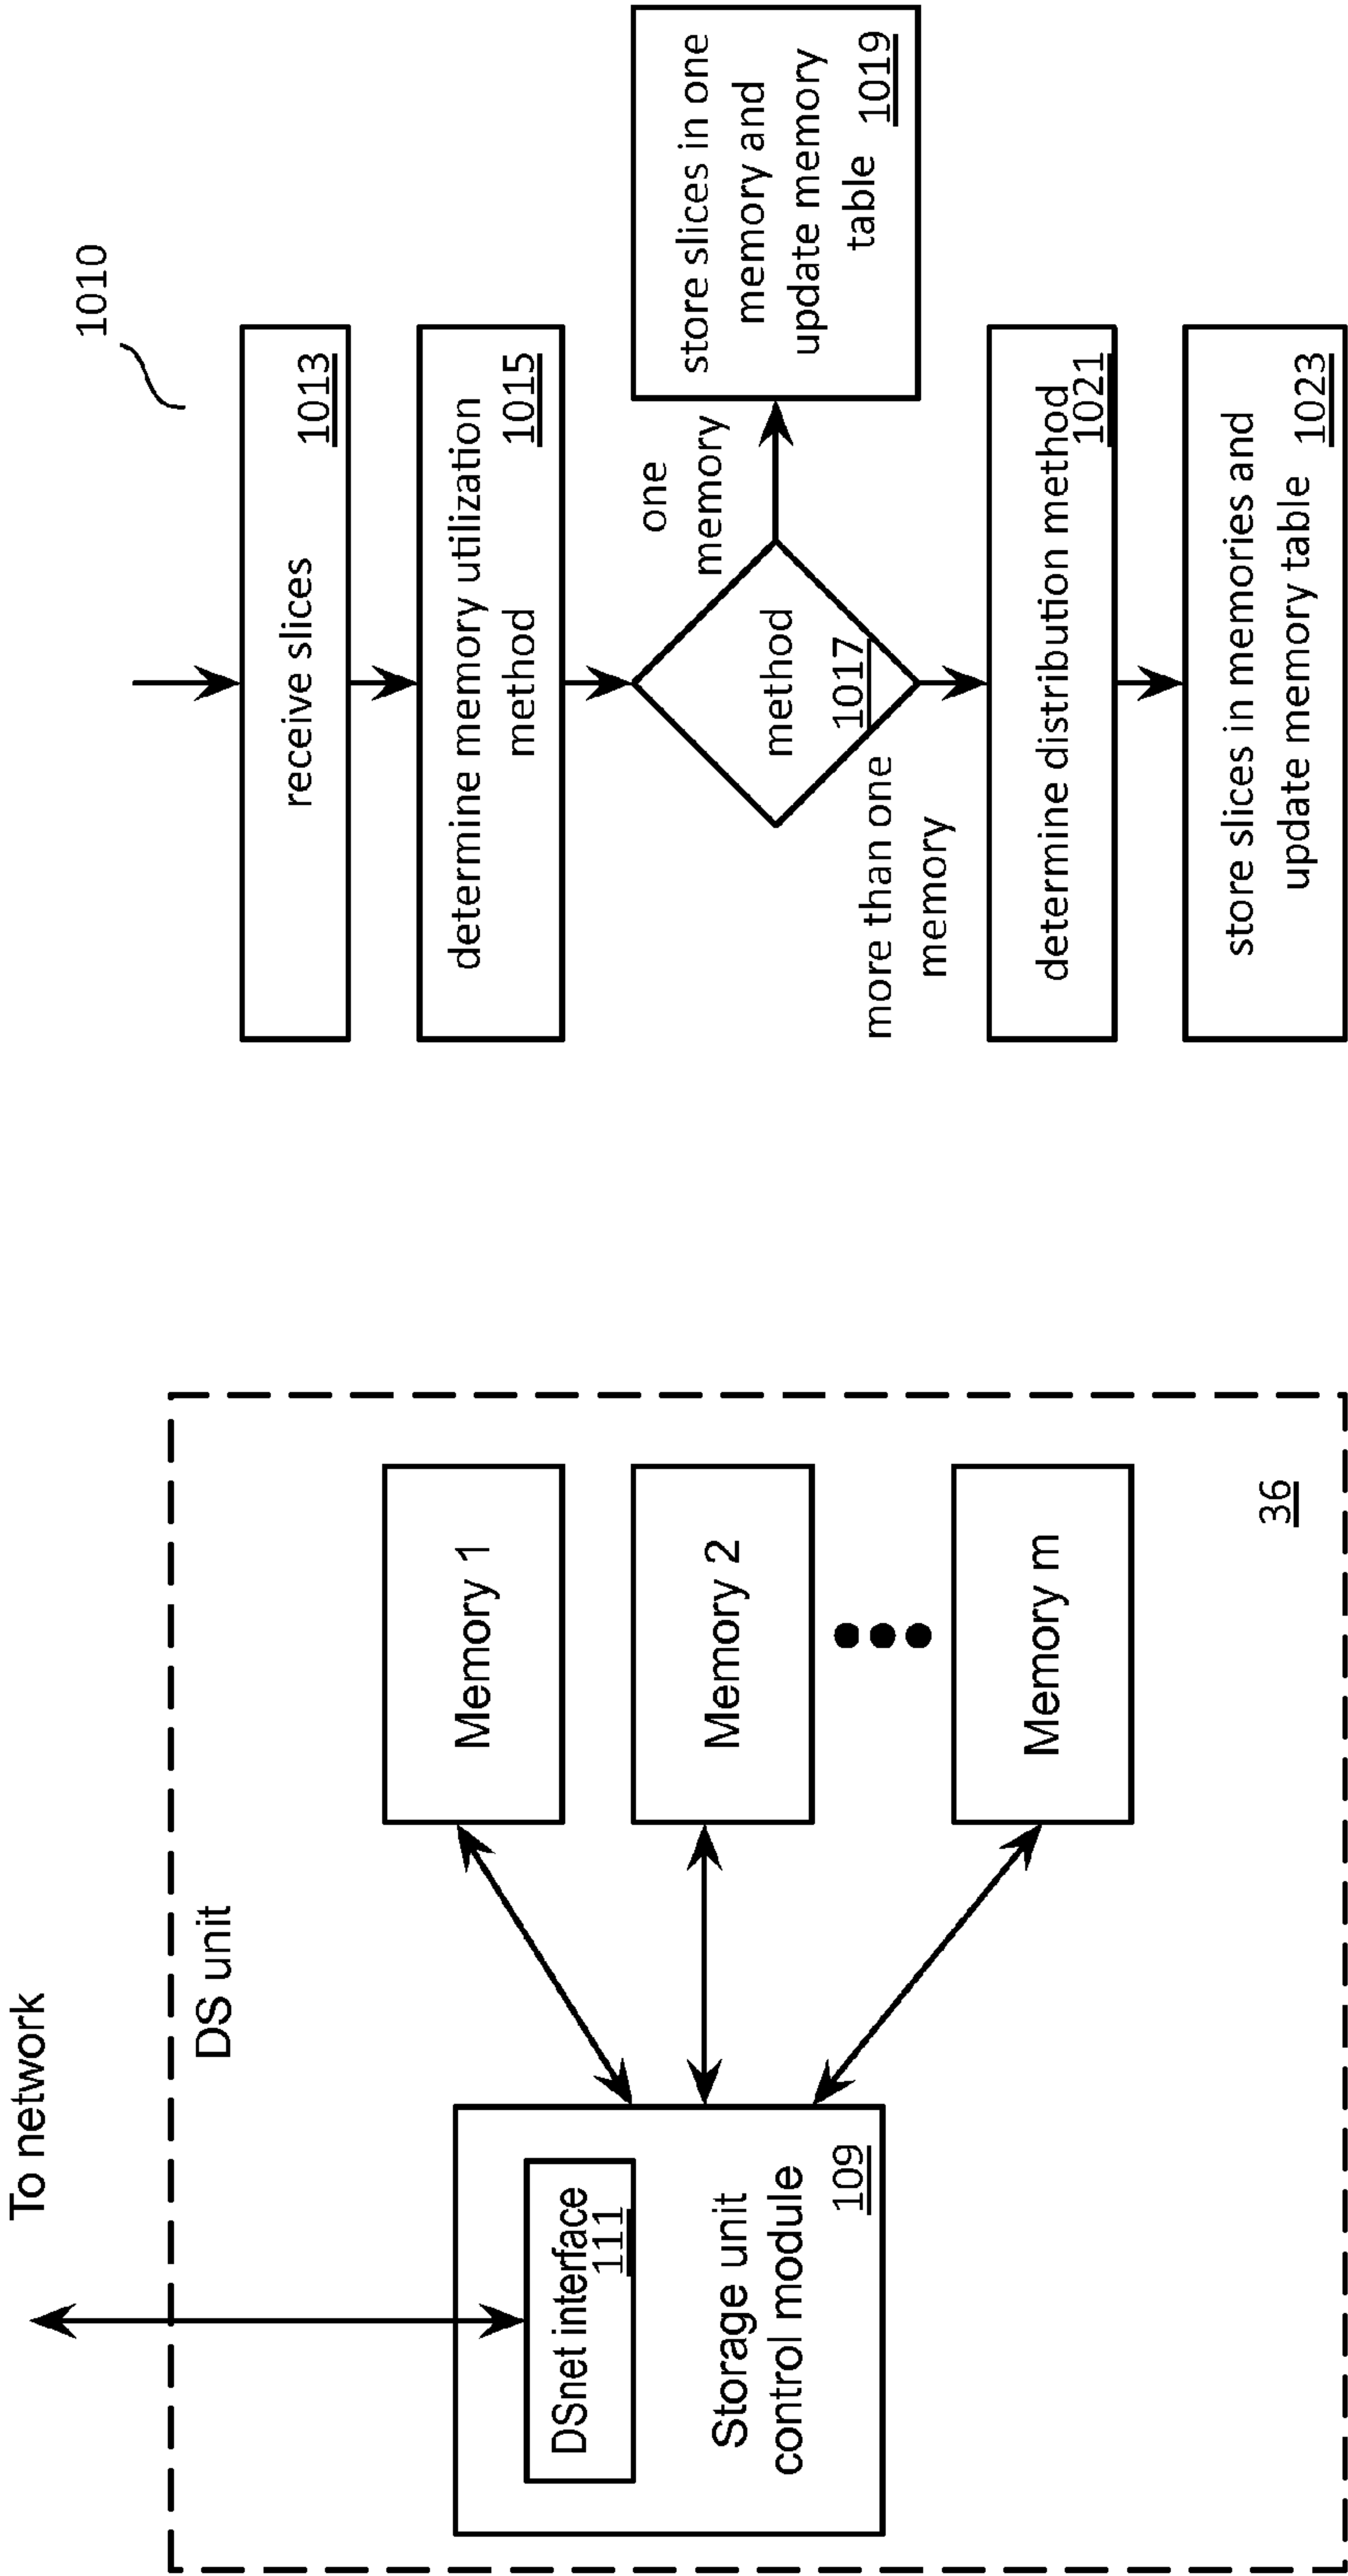 To network
DS unit
DSnet interface
111
Storage unit
control module
109
Memory 1
Memory 2
Memory m
36
1010
receive slices
1013
determine memory utilization
method
1015
method
1017
one
memory
store slices in one
memory and
update memory
table
1019
more than one
memory
determine distribution method
1021
store slices in memories and
update memory table
1023